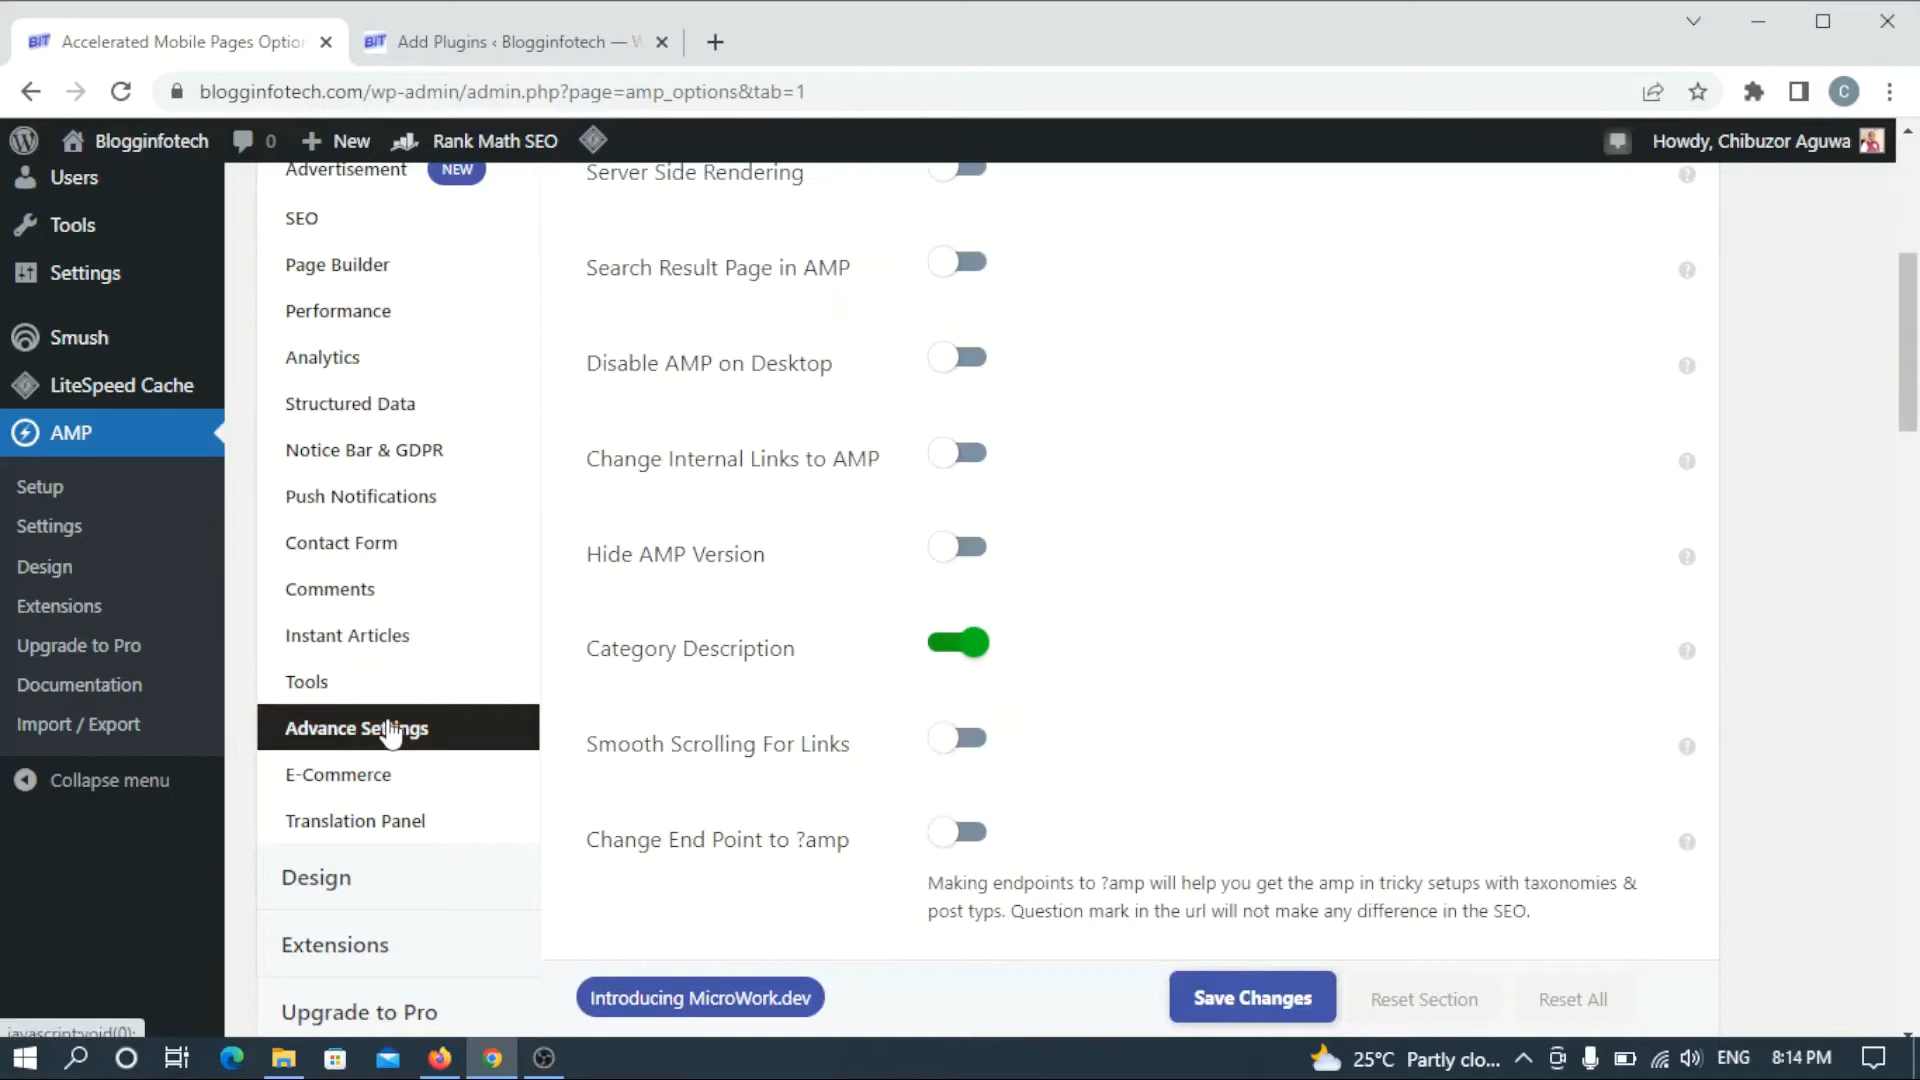 BIT Accelerated Mobile Pages Optio
BIT Add Plugins ‹ Blogginfotech — W
blogginfotech.com/wp-admin/admin.php?page=amp_options&tab=1
C
Blogginfotech
0
New
Rank Math SEO
Howdy, Chibuzor Aguwa
Users
Tools
Settings
Smush
LiteSpeed Cache
AMP
Setup
Settings
Design
Extensions
Upgrade to Pro
Documentation
Import / Export
Collapse menu
Advertisement NEW
SEO
Page Builder
Performance
Analytics
Structured Data
Notice Bar & GDPR
Push Notifications
Contact Form
Comments
Instant Articles
Tools
Advance Settings
E-Commerce
Translation Panel
Design
Extensions
Upgrade to Pro
Server Side Rendering
Search Result Page in AMP
Disable AMP on Desktop
Change Internal Links to AMP
Hide AMP Version
Category Description
Smooth Scrolling For Links
Change End Point to ?amp
Making endpoints to ?amp will help you get the amp in tricky setups with taxonomies &
post typs. Question mark in the url will not make any difference in the SEO.
Introducing MicroWork.dev
Save Changes
Reset Section
Reset All
javascript:void(0);
25°C Partly clo...
ENG
8:14 PM